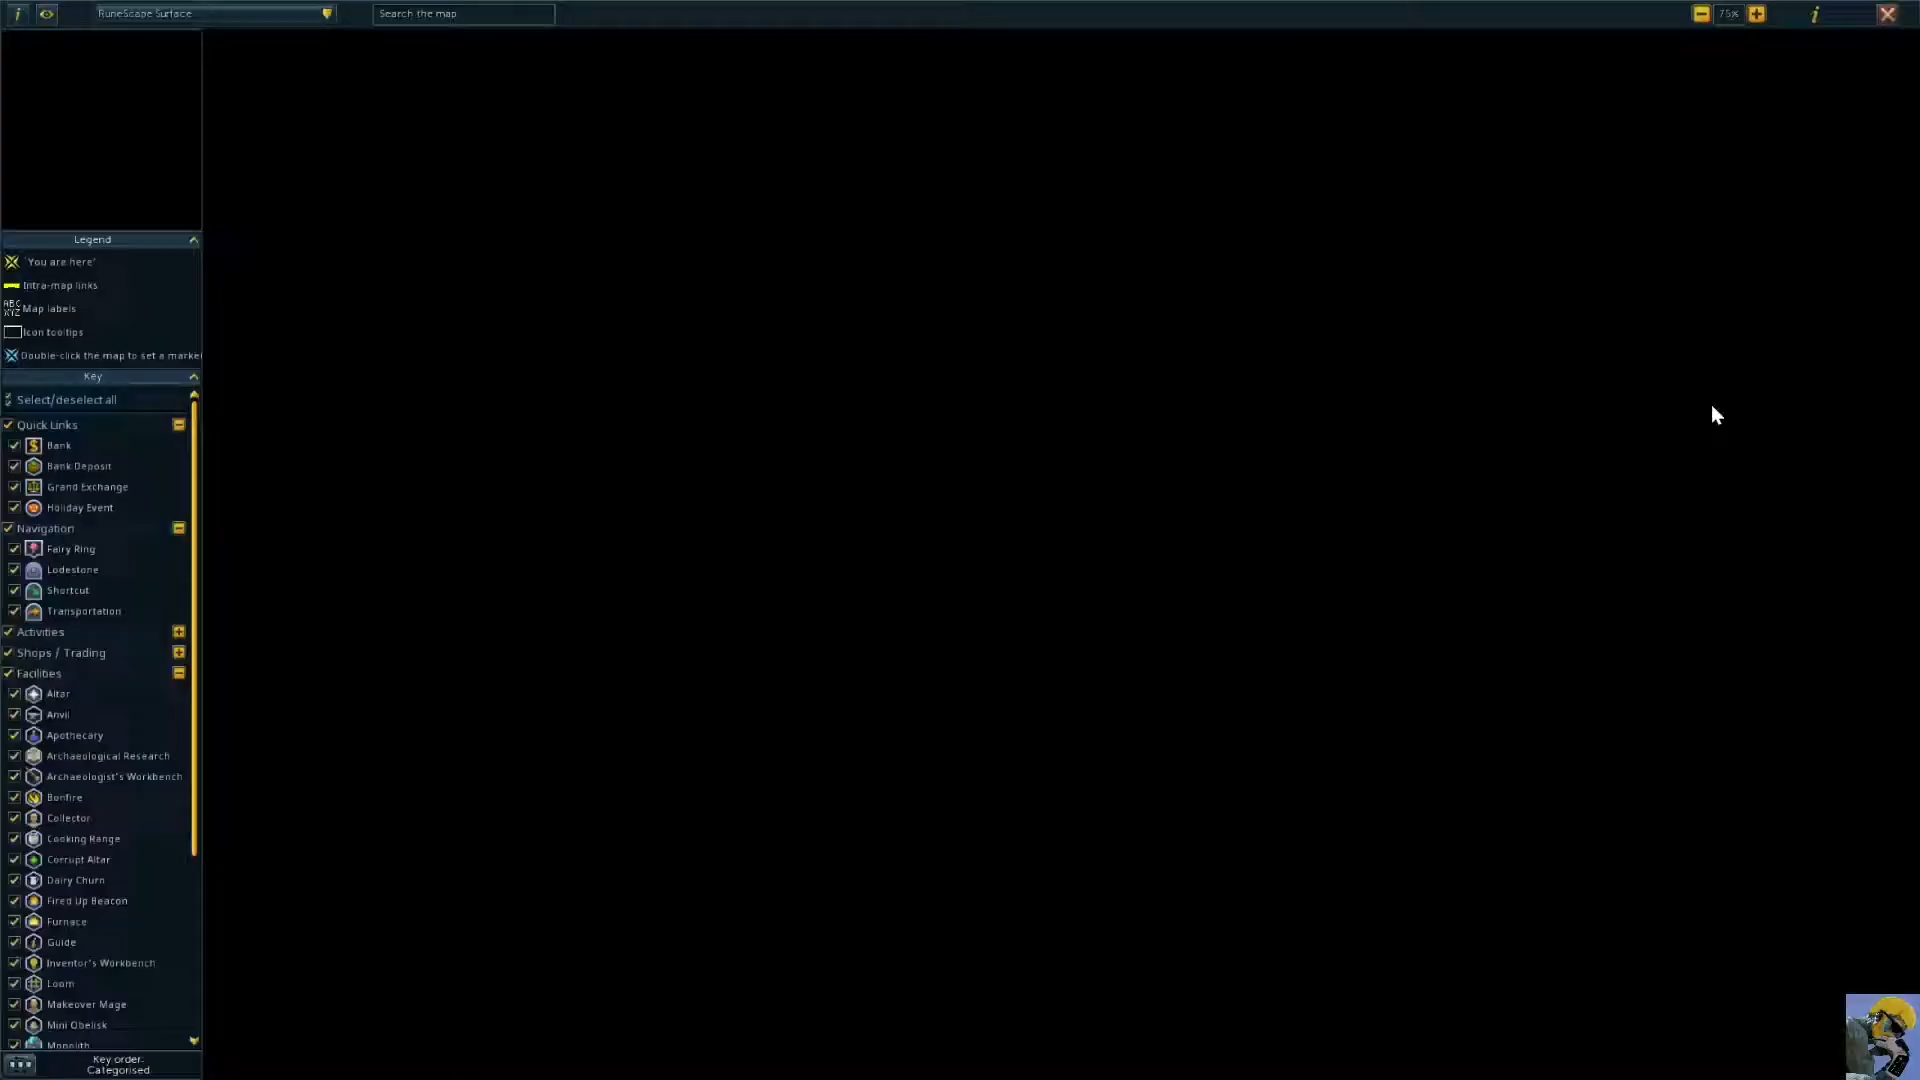 RuneScape Surface
Search the map
75%
Legend
'You are here'
Intra-map links
ABC
XYZ
Map labels
Icon tooltips
Double-click the map to set a marke
Key
Select/deselect all
Quick Links
Bank
Bank Deposit
Grand Exchange
Holiday Event
Navigation
Fairy Ring
Lodestone
Shortcut
Transportation
Activities
Shops / Trading
Facilities
Altar
Anvil
Apothecary
Archaeological Research
Archaeologist's Workbench
Bonfire
Collector
Cooking Range
Corrupt Altar
Dairy Churn
Fired Up Beacon
Furnace
Guide
Inventor's Workbench
Loom
Makeover Mage
Mini Obelisk
Monolith
Key order-
Categorised